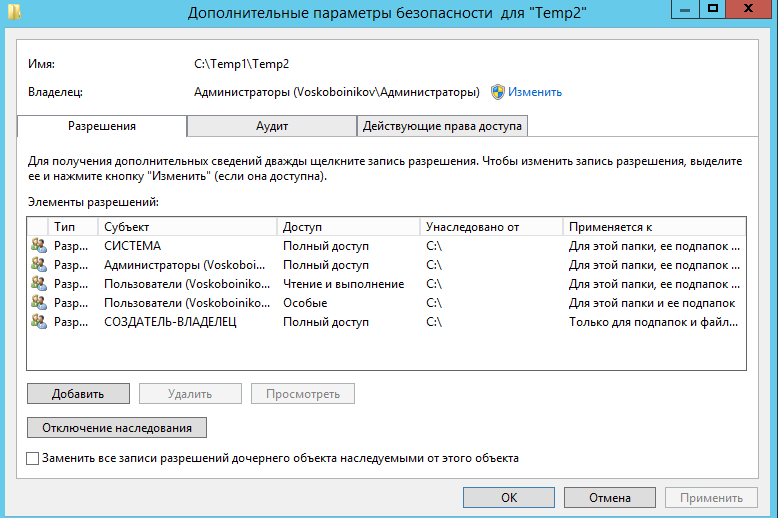 Дополнительные параметры безопасности для "Temp2"
Имя: C:\Temp1\Temp2
Владелец: Администраторы (Voskoboinikov\Администраторы) Изменить
Разрешения Аудит Действующие права доступа
Для получения дополнительных сведений дважды щелкните запись разрешения. Чтобы изменить запись разрешения, выделите
ее и нажмите кнопку "Изменить" (если она доступна).
Элементы разрешений:
Тип Субъект Доступ Унаследовано от Применяется к
Разр... СИСТЕМА Полный доступ C:\ Для этой папки, ее подпапок ...
Разр... Администраторы (Voskoboi... Полный доступ C:\ Для этой папки, ее подпапок ...
Разр... Пользователи (Voskoboiniko... Чтение и выполнение C:\ Для этой папки, ее подпапок ...
Разр... Пользователи (Voskoboiniko... Особые C:\ Для этой папки и ее подпапок
Разр... СОЗДАТЕЛЬ-ВЛАДЕЛЕЦ Полный доступ C:\ Только для подпапок и файл...
Добавить Удалить Просмотреть
Отключение наследования
Заменить все записи разрешений дочернего объекта наследуемыми от этого объекта
ОК Отмена Применить